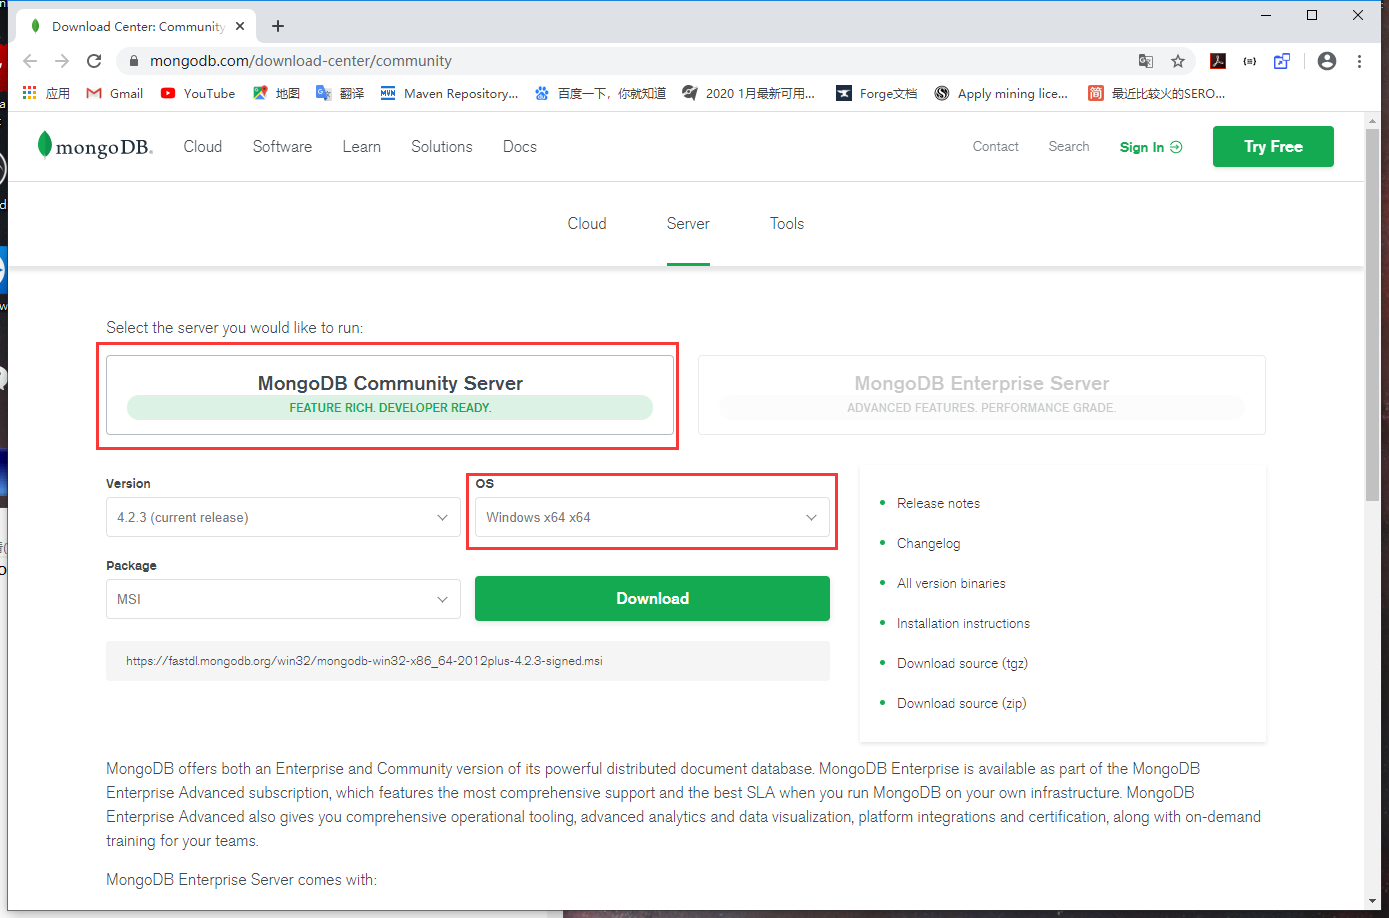 Download Center: Community
mongodb.com/download-center/community
应用 Gmail YouTube 地图 翻译 Maven Repository... 百度一下，你就知道 2020 1月最新可用... Forge文档 Apply mining lice... 简 最近比较火的SERO...
mongoDB. Cloud Software Learn Solutions Docs Contact Search Sign In Try Free
Cloud Server Tools
Select the server you would like to run:
MongoDB Community Server
FEATURE RICH. DEVELOPER READY.
MongoDB Enterprise Server
ADVANCED FEATURES. PERFORMANCE GRADE.
Version
4.2.3 (current release)
OS
Windows x64 x64
Package
MSI
Download
https://fastdl.mongodb.org/win32/mongodb-win32-x86_64-2012plus-4.2.3-signed.msi
Release notes
Changelog
All version binaries
Installation instructions
Download source (tgz)
Download source (zip)
MongoDB offers both an Enterprise and Community version of its powerful distributed document database. MongoDB Enterprise is available as part of the MongoDB
Enterprise Advanced subscription, which features the most comprehensive support and the best SLA when you run MongoDB on your own infrastructure. MongoDB
Enterprise Advanced also gives you comprehensive operational tooling, advanced analytics and data visualization, platform integrations and certification, along with on-demand
training for your teams.
MongoDB Enterprise Server comes with: